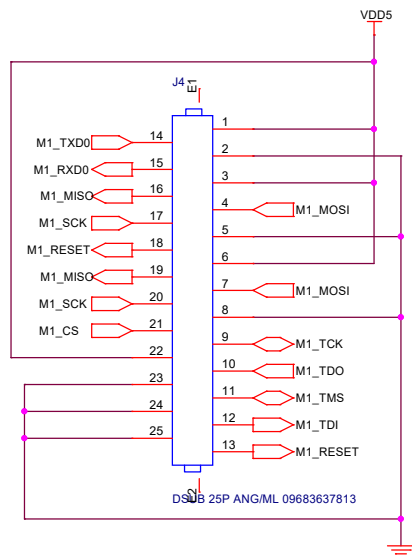 VDD5
J4
E1
1
M1_TXD0 14
2
M1_RXD0 15
3
M1_MISO 16
4 M1_MOSI
M1_SCK 17
5
M1_RESET 18
6
M1_MISO 19
7 M1_MOSI
M1_SCK 20
8
M1_CS 21
9 M1_TCK
22
10 M1_TDO
23
11 M1_TMS
24
12 M1_TDI
25
13 M1_RESET
E2
DSUB 25P ANG/ML 09683637813